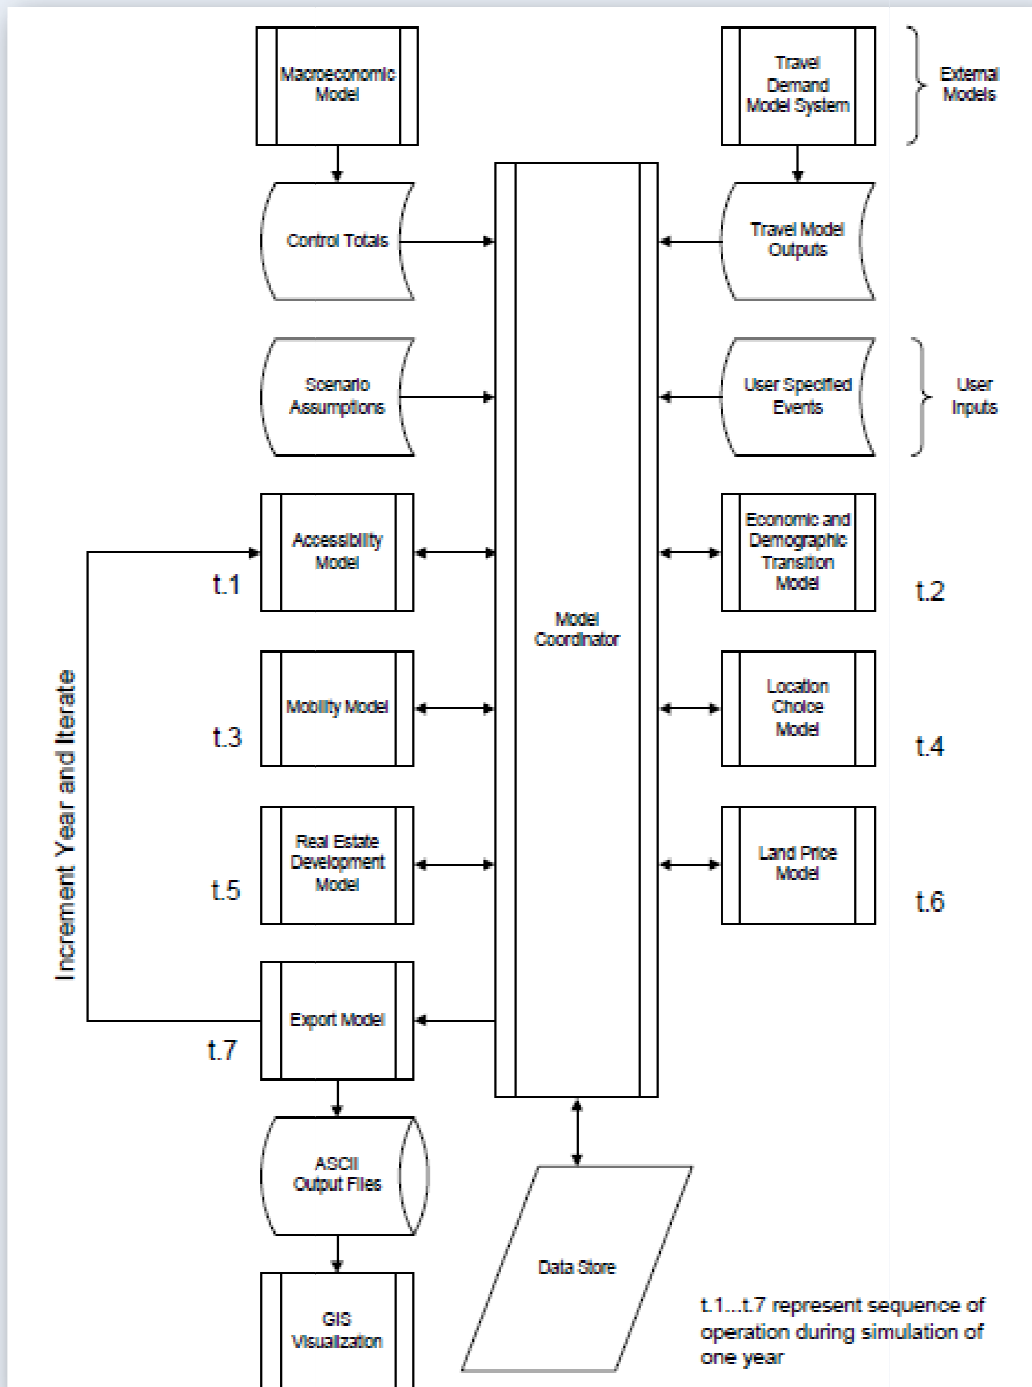 Macroeconomic
Model
Travel
Demand
Model System
External
Models
Control Totals
Travel Model
Outputs
Scenario
Assumptions
User Specified
Events
User
Inputs
Accessibility
Model
t.1
Economic and
Demographic
Transition
Model
t.2
Model
Coordinator
Mobility Model
t.3
Location
Choice
Model
t.4
Real Estate
Development
Model
t.5
Land Price
Model
t.6
Increment Year and Iterate
Export Model
t.7
ASCII
Output Files
Data Store
GIS
Visualization
t.1...t.7 represent sequence of
operation during simulation of
one year